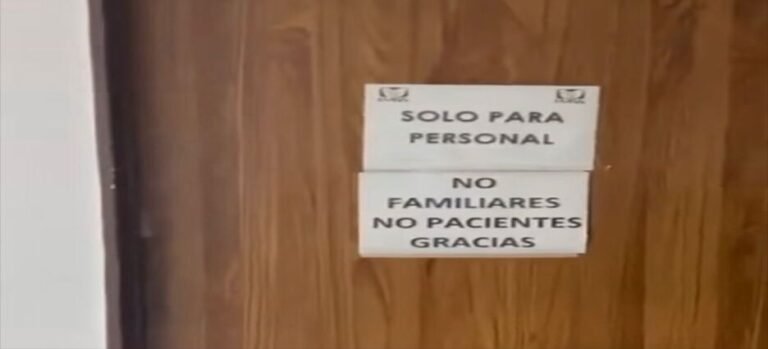 SOLO PARA
PERSONAL
NO
FAMILIARES
NO PACIENTES
GRACIAS